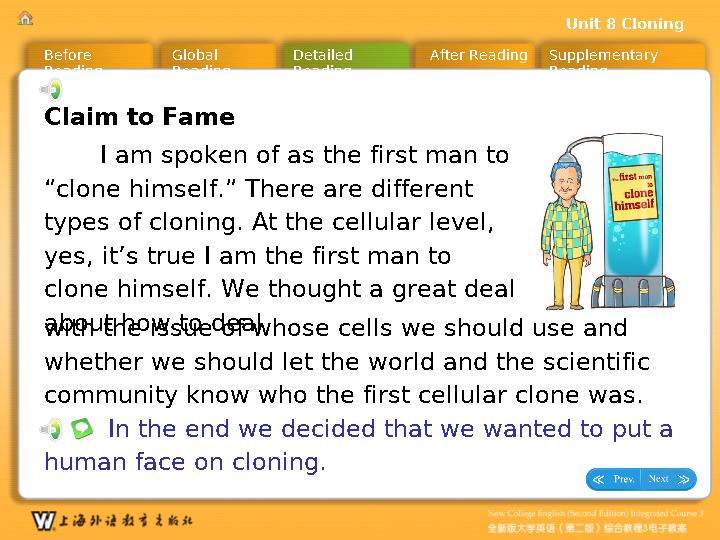 Unit 8 Cloning
Before Reading
Global Reading
Detailed Reading
After Reading
Supplementary Reading
Claim to Fame
I am spoken of as the first man to
“clone himself.” There are different
types of cloning. At the cellular level,
yes, it’s true I am the first man to
clone himself. We thought a great deal
about how to deal
with the issue of whose cells we should use and
whether we should let the world and the scientific
community know who the first cellular clone was.
In the end we decided that we wanted to put a
human face on cloning.
The first man
to
clone
himself
Prev. Next
W 上海外语教育出版社
New College English (Second Edition) Integrated Course 3
全新版大学英语（第二版）综合教程3电子教案